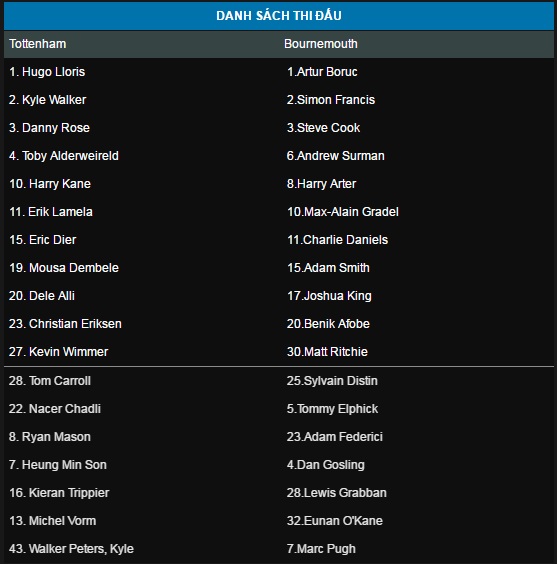 DANH SÁCH THI ĐẤU
Tottenham Bournemouth
1. Hugo Lloris 1.Artur Boruc
2. Kyle Walker 2.Simon Francis
3. Danny Rose 3.Steve Cook
4. Toby Alderweireld 6.Andrew Surman
10. Harry Kane 8.Harry Arter
11. Erik Lamela 10.Max-Alain Gradel
15. Eric Dier 11.Charlie Daniels
19. Mousa Dembele 15.Adam Smith
20. Dele Alli 17.Joshua King
23. Christian Eriksen 20.Benik Afobe
27. Kevin Wimmer 30.Matt Ritchie
28. Tom Carroll 25.Sylvain Distin
22. Nacer Chadli 5.Tommy Elphick
8. Ryan Mason 23.Adam Federici
7. Heung Min Son 4.Dan Gosling
16. Kieran Trippier 28.Lewis Grabban
13. Michel Vorm 32.Eunan O'Kane
43. Walker Peters, Kyle 7.Marc Pugh